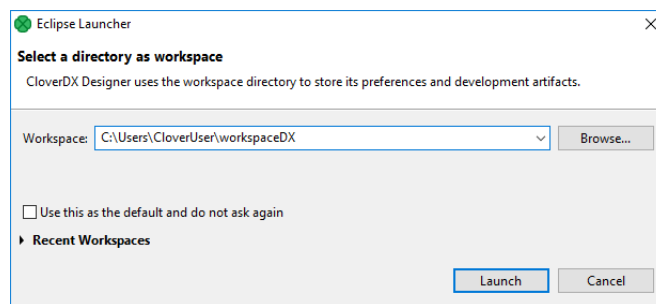 Eclipse Launcher
Select a directory as workspace
CloverDX Designer uses the workspace directory to store its preferences and development artifacts.
Workspace: C:\Users\CloverUser\workspaceDX Browse...
Use this as the default and do not ask again
Recent Workspaces
Launch Cancel